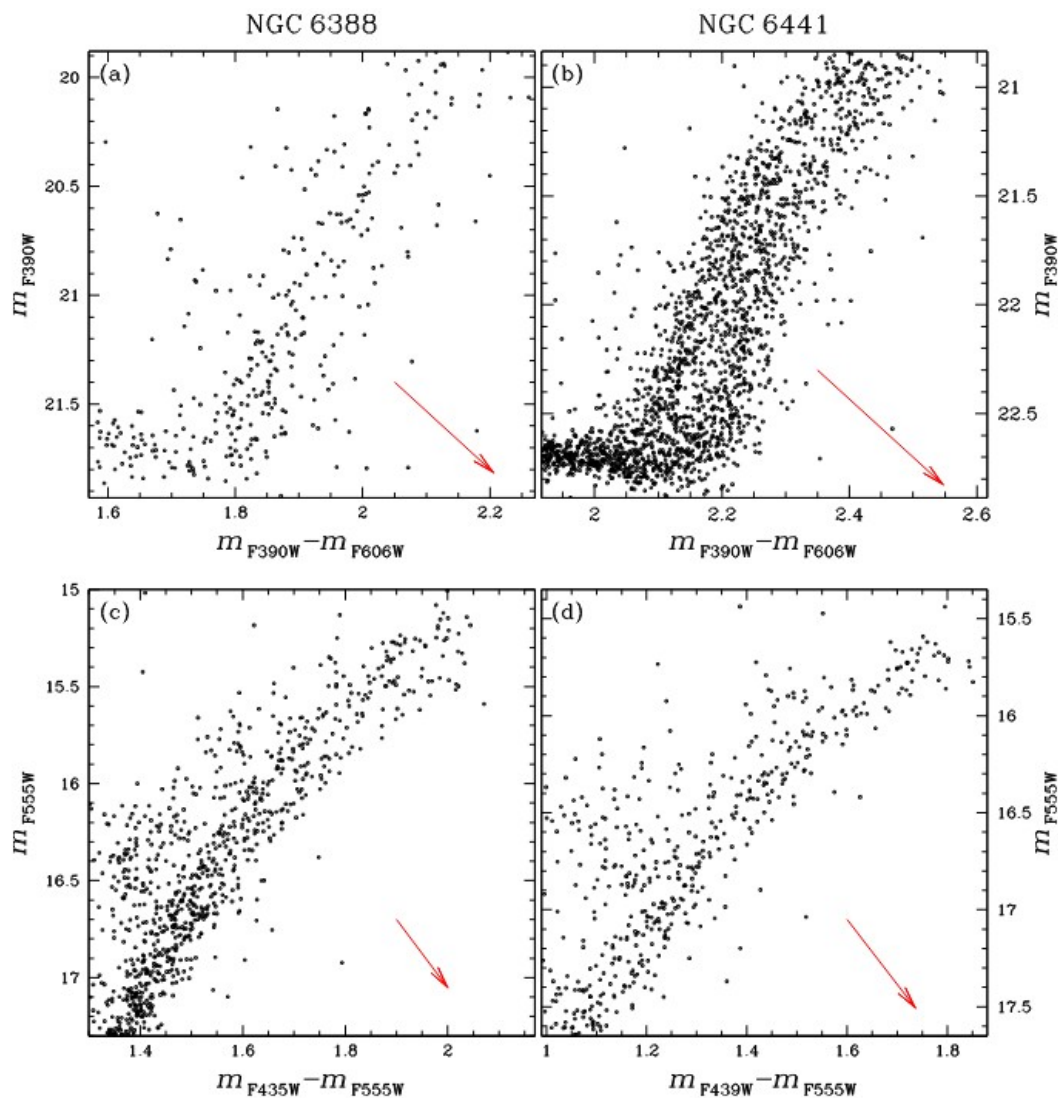 NGC 6388
NGC 6441
(a)
20
20.5
21
21.5
m F390W
1.6 1.8 2 2.2
m F390W−m F606W
(b)
21
21.5
22
22.5
m F390W
2 2.2 2.4 2.6
m F390W−m F606W
(c)
15
15.5
16
16.5
17
m F555W
1.4 1.6 1.8 2
m F435W−m F555W
(d)
15.5
16
16.5
17
17.5
m F555W
1 1.2 1.4 1.6 1.8
m F439W−m F555W